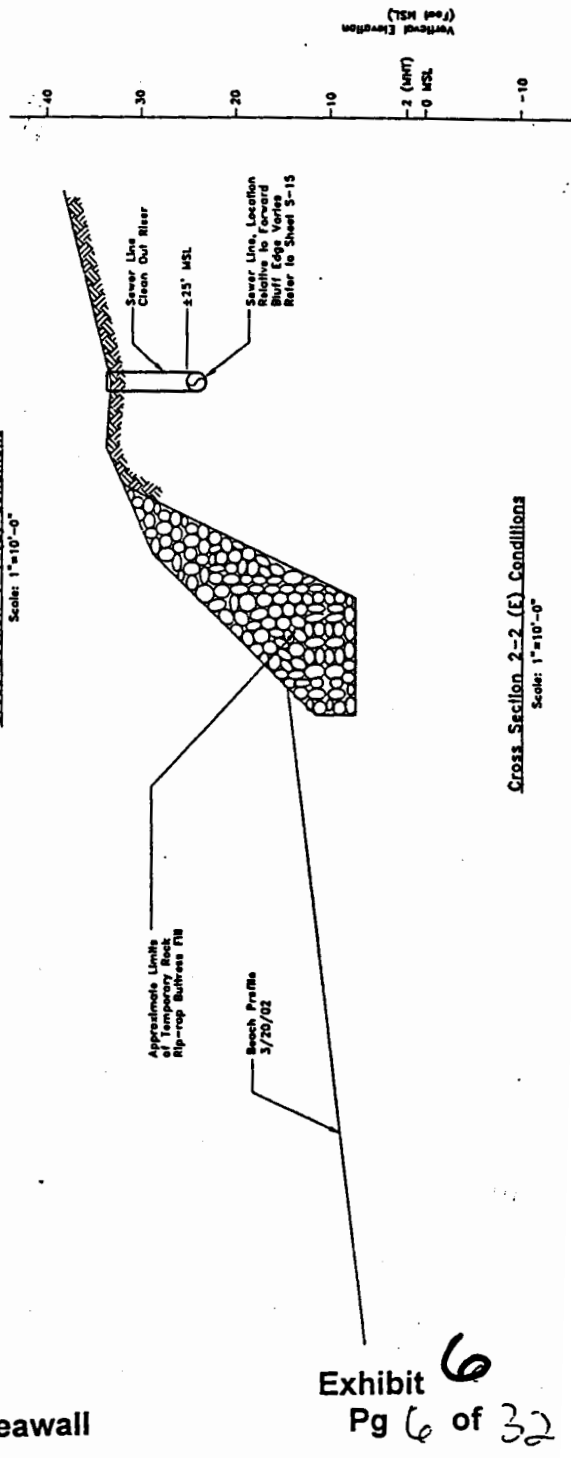 Scale: 1"=10'-0"
40
30
20
10
2 (MHT)
0 MSL
-10
Vertical Elevation
(Feet MSL)
Sewer Line
Clean Out Riser
±25' MSL
Sewer Line, Location
Relative to Forward
Bluff Edge Varies
Refer to Sheet S-15
Approximate Limits
of Temporary Rock
Rip-rap Buttress Fill
Beach Profile
3/20/02
Cross Section 2-2 (E) Conditions
Scale: 1"=10'-0"
Exhibit 6
Pg 6 of 32
eawall